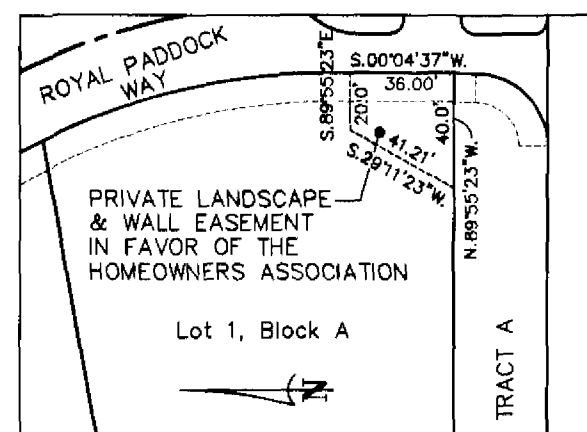 ROYAL PADDOCK
WAY
S.89°55'23"E.
S.00°04'37"W.
36.00'
20.0'
40.0'
41.21'
S.29°11'23"W.
N.89°55'23"W.
PRIVATE LANDSCAPE
& WALL EASEMENT
IN FAVOR OF THE
HOMEOWNERS ASSOCIATION
Lot 1, Block A
N
TRACT A